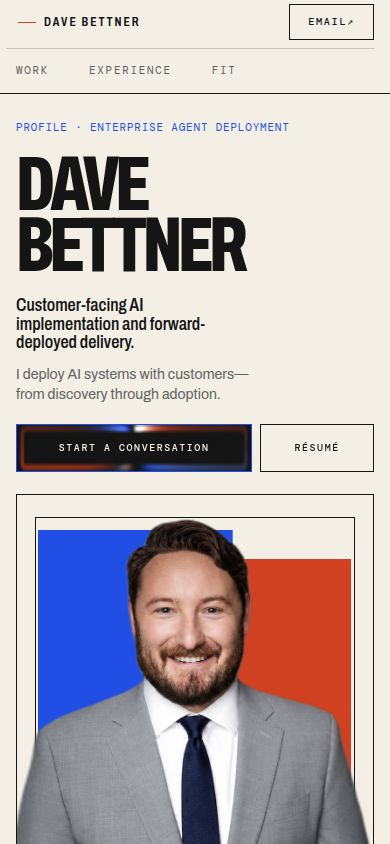 DAVE BETTNER
EMAIL↗
WORK EXPERIENCE FIT
PROFILE · ENTERPRISE AGENT DEPLOYMENT
DAVE
BETTNER
Customer-facing AI
implementation and forward-
deployed delivery.
I deploy AI systems with customers—
from discovery through adoption.
START A CONVERSATION
RÉSUMÉ